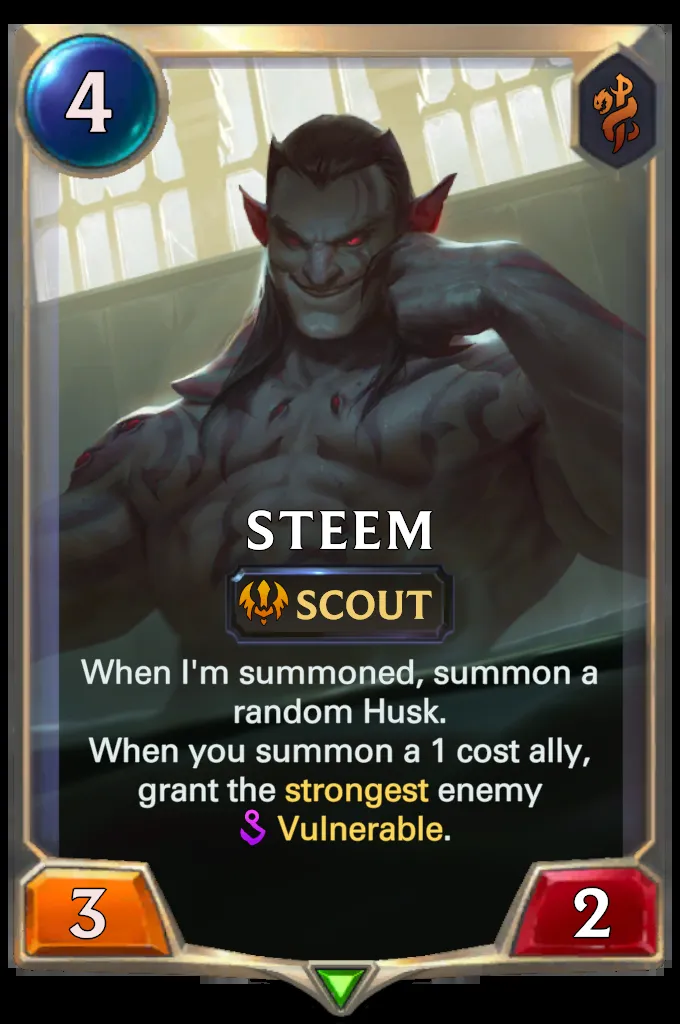 4
STEEM
SCOUT
When I'm summoned, summon a
random Husk.
When you summon a 1 cost ally,
grant the strongest enemy
Vulnerable.
3
2